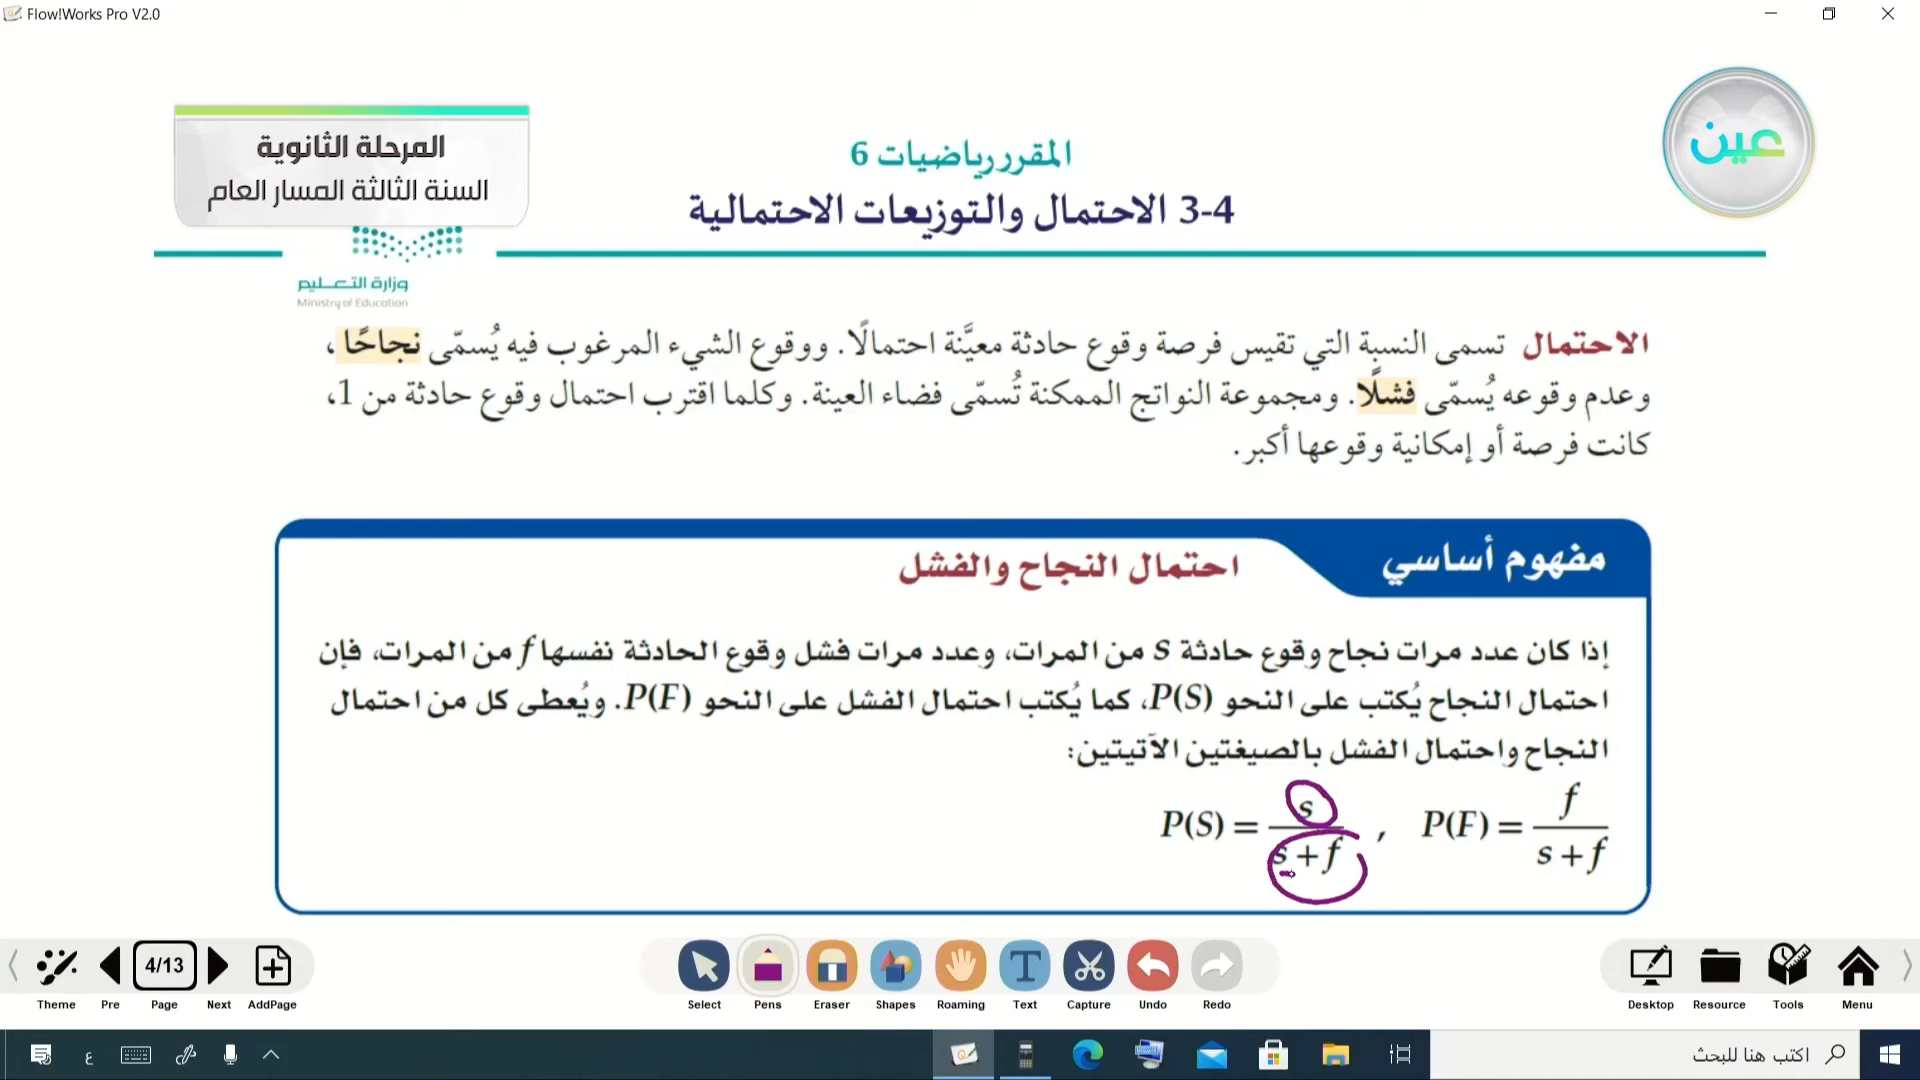 Flow!Works Pro V2.0
المرحلة الثانوية
السنة الثالثة المسار العام
المقرر رياضيات 6
3-4 الاحتمال والتوزيعات الاحتمالية
عين
وزارة التعليم
Ministry of Education
الاحتمال تسمى النسبة التي تقيس فرصة وقوع حادثة معيَّنة احتمالًا. ووقوع الشيء المرغوب فيه يُسمّى نجاحًا،
وعدم وقوعه يُسمّى فشلًا. ومجموعة النواتج الممكنة تُسمّى فضاء العينة. وكلما اقترب احتمال وقوع حادثة من 1،
كانت فرصة أو إمكانية وقوعها أكبر.
مفهوم أساسي
احتمال النجاح والفشل
إذا كان عدد مرات نجاح وقوع حادثة s من المرات، وعدد مرات فشل وقوع الحادثة نفسها f من المرات، فإن
احتمال النجاح يُكتب على النحو P(S)، كما يُكتب احتمال الفشل على النحو P(F). ويُعطى كل من احتمال
النجاح واحتمال الفشل بالصيغتين الآتيتين:
P(S) = s / s + f , P(F) = f / s + f
4/13
Theme Pre Page Next AddPage Select Pens Eraser Shapes Roaming Text Capture Undo Redo Desktop Resource Tools Menu
ع
اكتب هنا للبحث